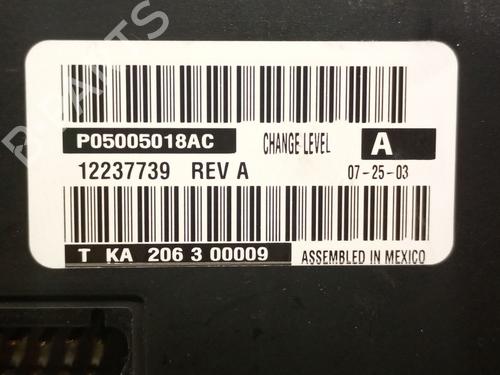 P05005018AC CHANGE LEVEL A
12237739 REV A 07-25-03
T KA 206 3 00009 ASSEMBLED IN MEXICO